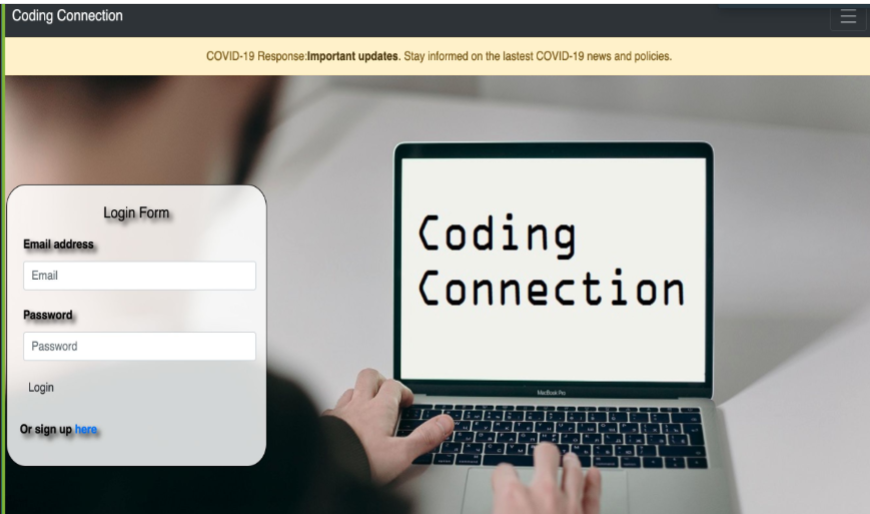 Coding Connection
COVID-19 Response:Important updates. Stay informed on the lastest COVID-19 news and policies.
Login Form
Email address
Email
Password
Password
Login
Or sign up here
Coding
Connection
MacBook Pro